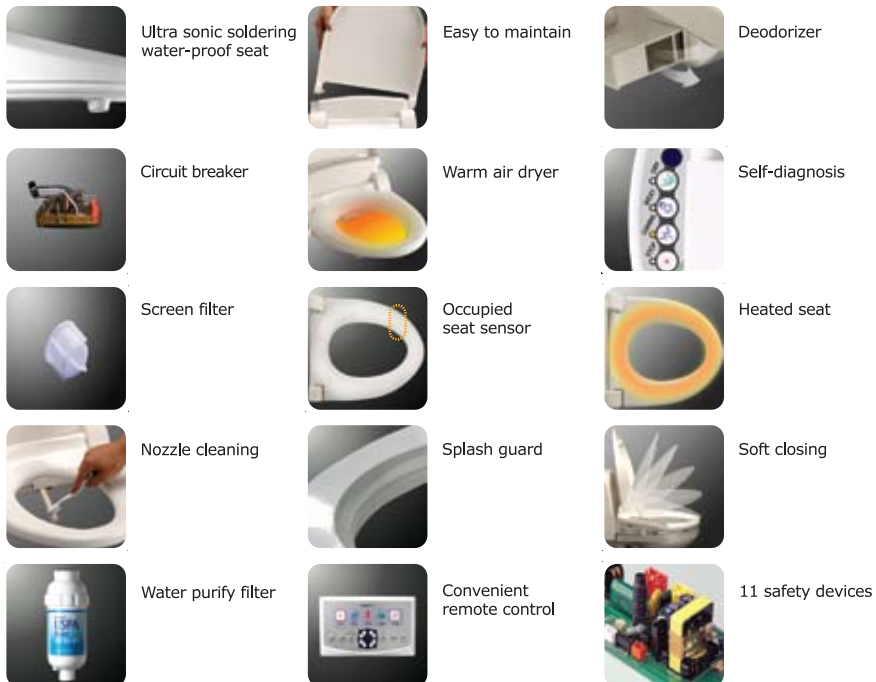 Ultra sonic soldering
water-proof seat
Easy to maintain
Deodorizer
Circuit breaker
Warm air dryer
Self-diagnosis
Screen filter
Occupied
seat sensor
Heated seat
Nozzle cleaning
Splash guard
Soft closing
Water purify filter
Convenient
remote control
11 safety devices